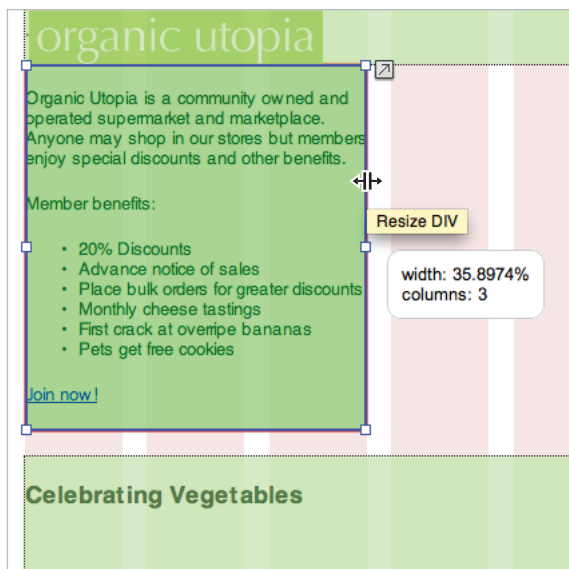 organic utopia
Organic Utopia is a community owned and
operated supermarket and marketplace.
Anyone may shop in our stores but members
enjoy special discounts and other benefits.
Member benefits:
• 20% Discounts
• Advance notice of sales
• Place bulk orders for greater discounts
• Monthly cheese tastings
• First crack at overripe bananas
• Pets get free cookies
Join now!
Resize DIV
width: 35.8974%
columns: 3
Celebrating Vegetables